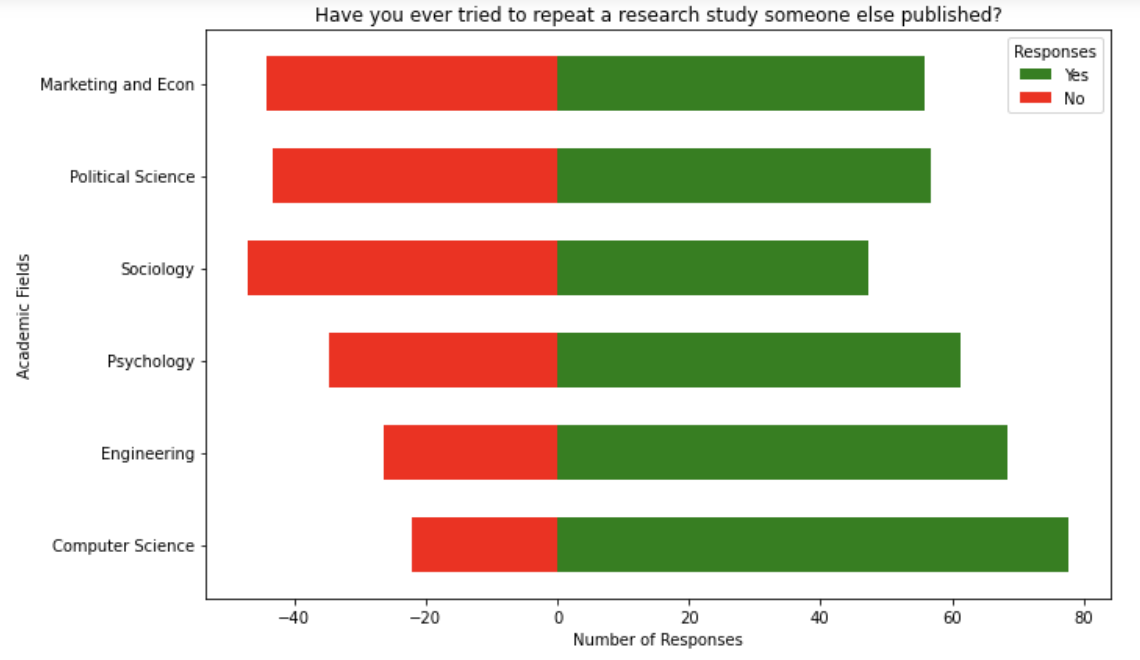 Have you ever tried to repeat a research study someone else published?
Responses
Yes
No
Marketing and Econ
Political Science
Sociology
Psychology
Engineering
Computer Science
Academic Fields
−40
−20
0
20
40
60
80
Number of Responses